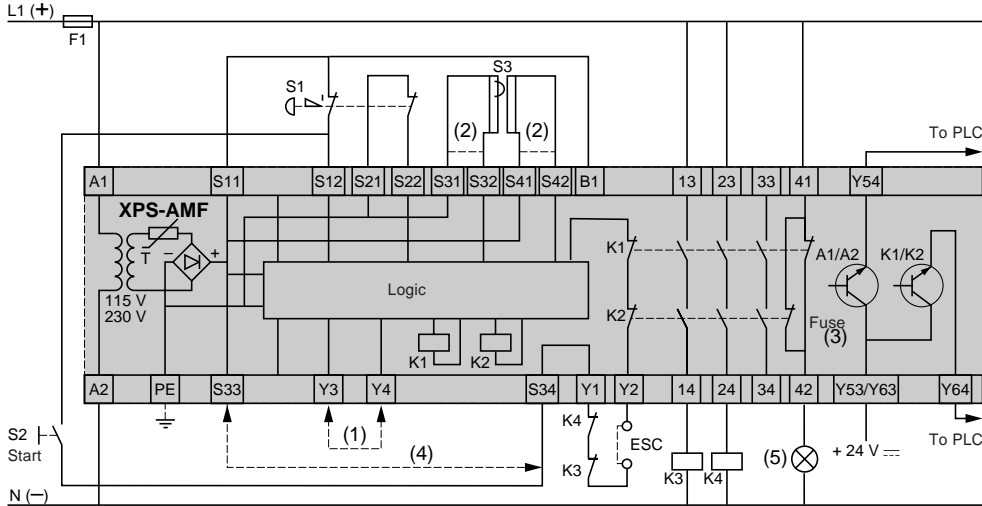 L1 (+)
F1
S1
S3
(2)
(2)
To PLC
A1
S11
S12
S21
S22
S31
S32
S41
S42
B1
13
23
33
41
Y54
XPS-AMF
T
–
+
115 V
230 V
Logic
K1
K2
K1
K2
A1/A2
K1/K2
Fuse
(3)
A2
PE
S33
Y3
Y4
S34
Y1
Y2
14
24
34
42
Y53/Y63
Y64
S2
Start
(1)
(4)
K4
K3
ESC
K3
K4
(5)
+ 24 V
To PLC
N (–)